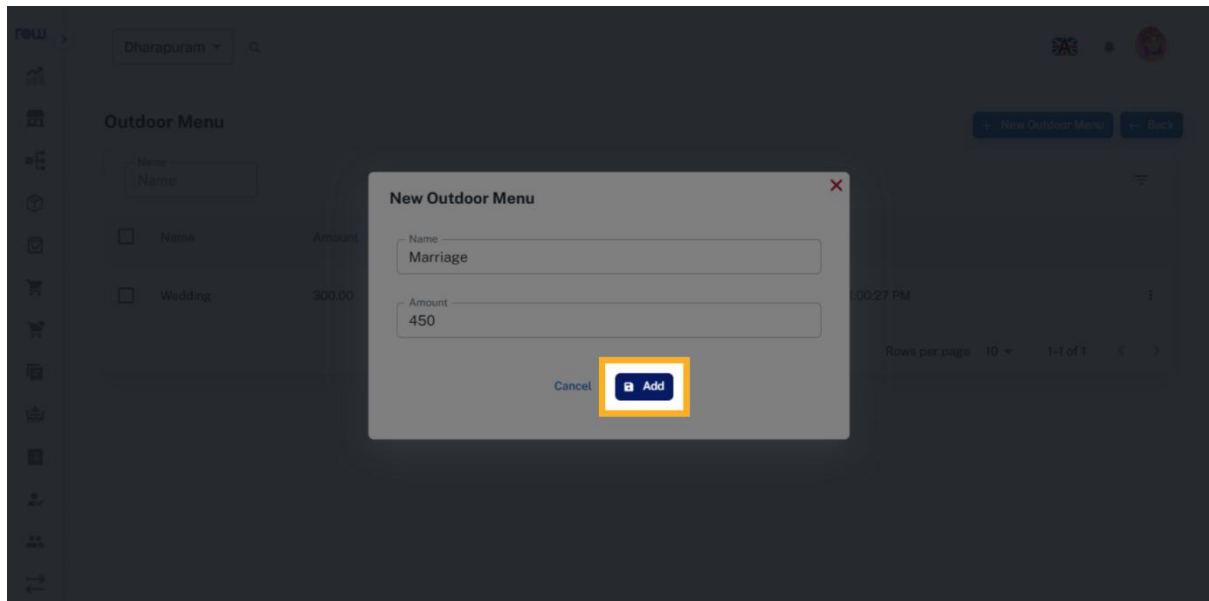 rew
Dharapuram
Outdoor Menu
+ New Outdoor Menu
← Back
Name
Name
New Outdoor Menu
Name
Amount
Name
Marriage
Wedding
300.00
:00:27 PM
Amount
450
Rows per page 10
1-1 of 1
Cancel
Add